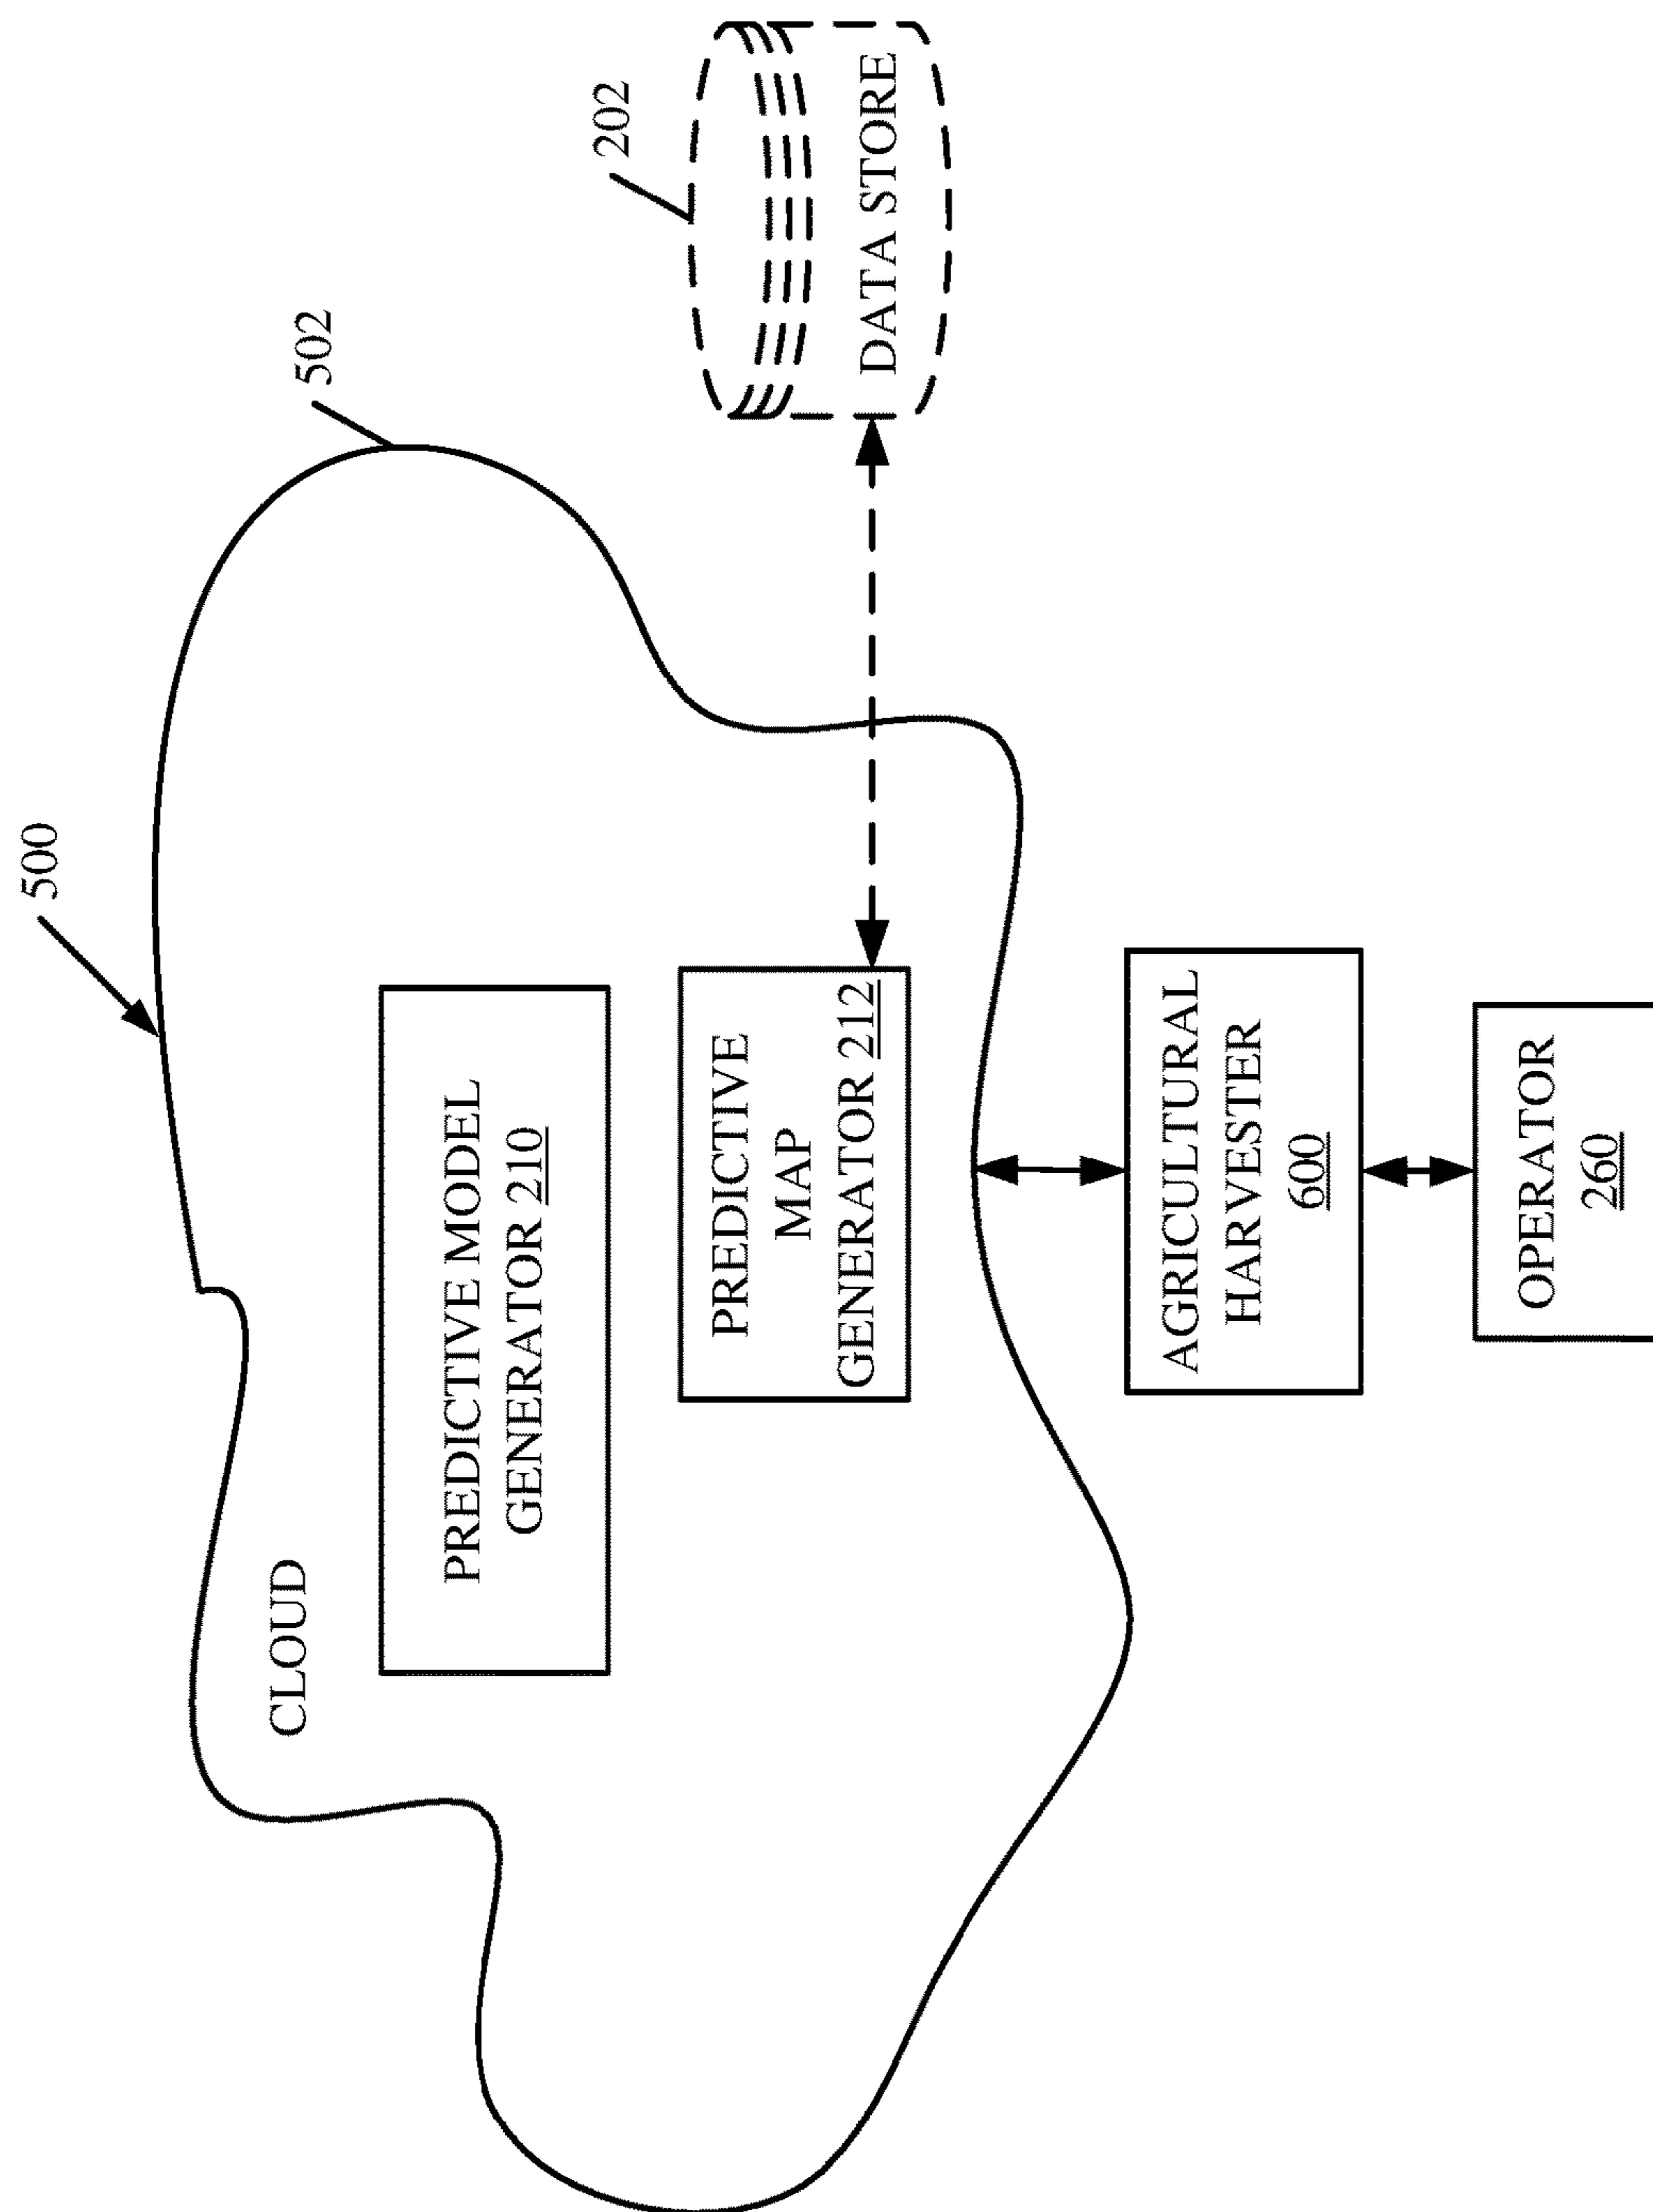 500
CLOUD
502
PREDICTIVE MODEL
GENERATOR 210
202
PREDICTIVE
MAP
GENERATOR 212
DATA STORE
AGRICULTURAL
HARVESTER
600
OPERATOR
260